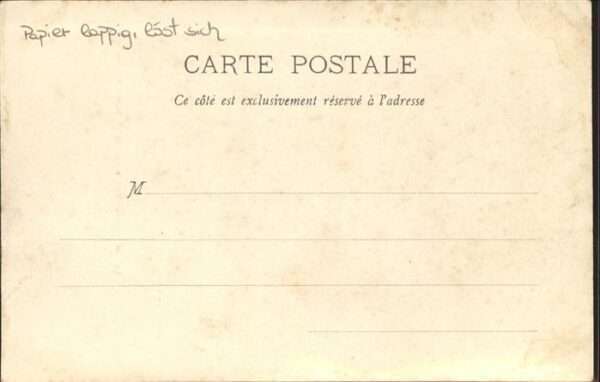 Papier lappig, löst sich
CARTE POSTALE
Ce côté est exclusivement réservé à l'adresse
M